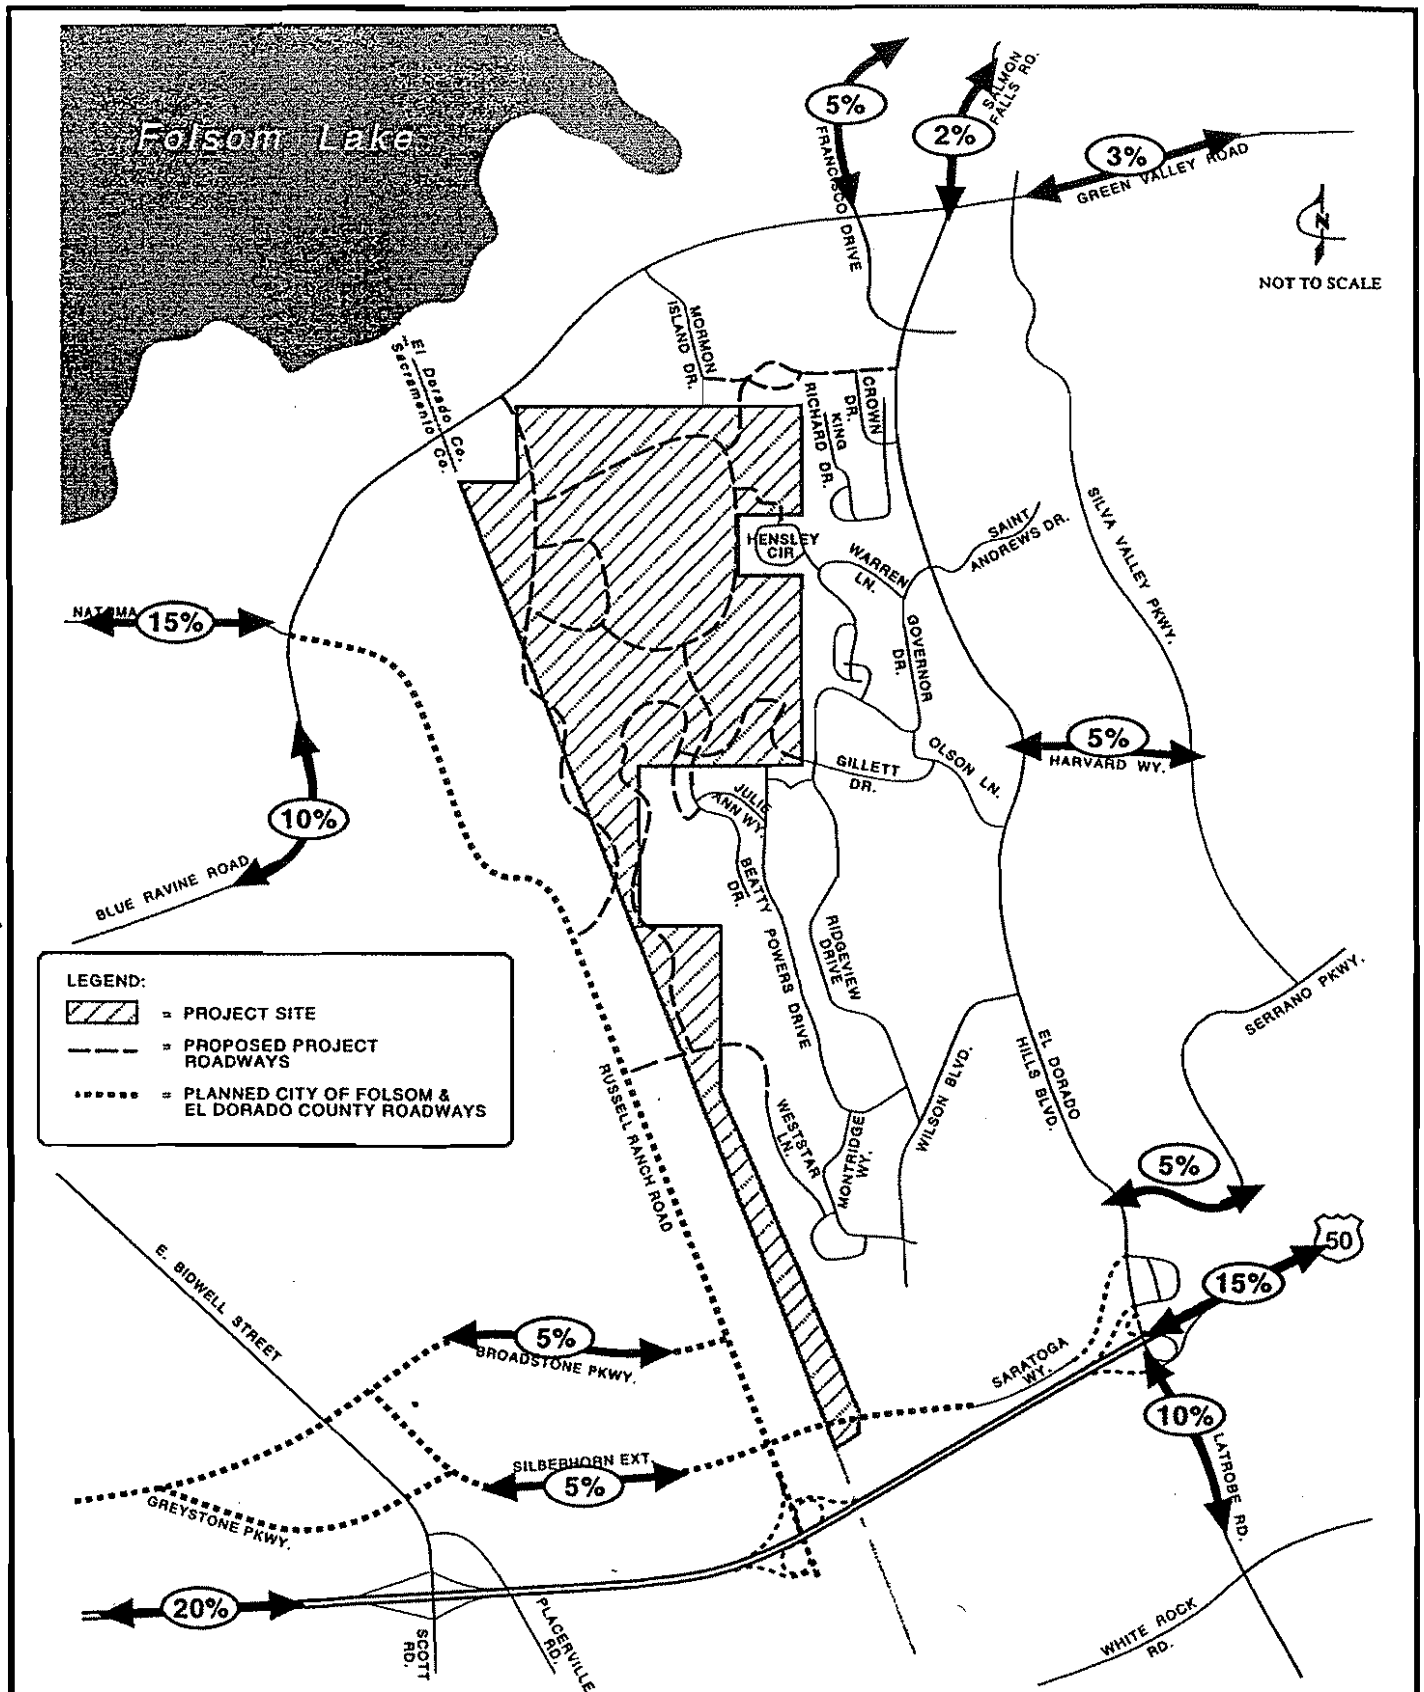 Folsom Lake
5%
2%
SALMON
FALLS RD.
FRANCISCO DRIVE
3%
GREEN VALLEY ROAD
N
NOT TO SCALE
MORMON
ISLAND DR.
El Dorado Co.
Sacramento Co.
CROWN
DR.
KING
RICHARD DR.
SILVA VALLEY PKWY.
HENSLEY
CIR
SAINT
ANDREWS DR.
WARREN
LN.
GOVERNOR
DR.
NATOMA
15%
10%
BLUE RAVINE ROAD
5%
HARVARD WY.
OLSON LN.
GILLETT
DR.
JULIE
ANN WY.
BEATTY
DR.
POWERS DRIVE
RIDGEVIEW
DRIVE
SERRANO PKWY.
LEGEND:
= PROJECT SITE
= PROPOSED PROJECT
ROADWAYS
= PLANNED CITY OF FOLSOM &
EL DORADO COUNTY ROADWAYS
RUSSELL RANCH ROAD
WESTSTAR
LN.
MONTRIDGE
WY.
WILSON BLVD.
EL DORADO
HILLS BLVD.
5%
50
15%
E. BIDWELL STREET
5%
BROADSTONE PKWY.
SARATOGA
WY.
10%
LATROBE RD.
SILBERHORN EXT.
5%
GREYSTONE PKWY.
20%
SCOTT
RD.
PLACERVILLE
RD.
WHITE ROCK
RD.